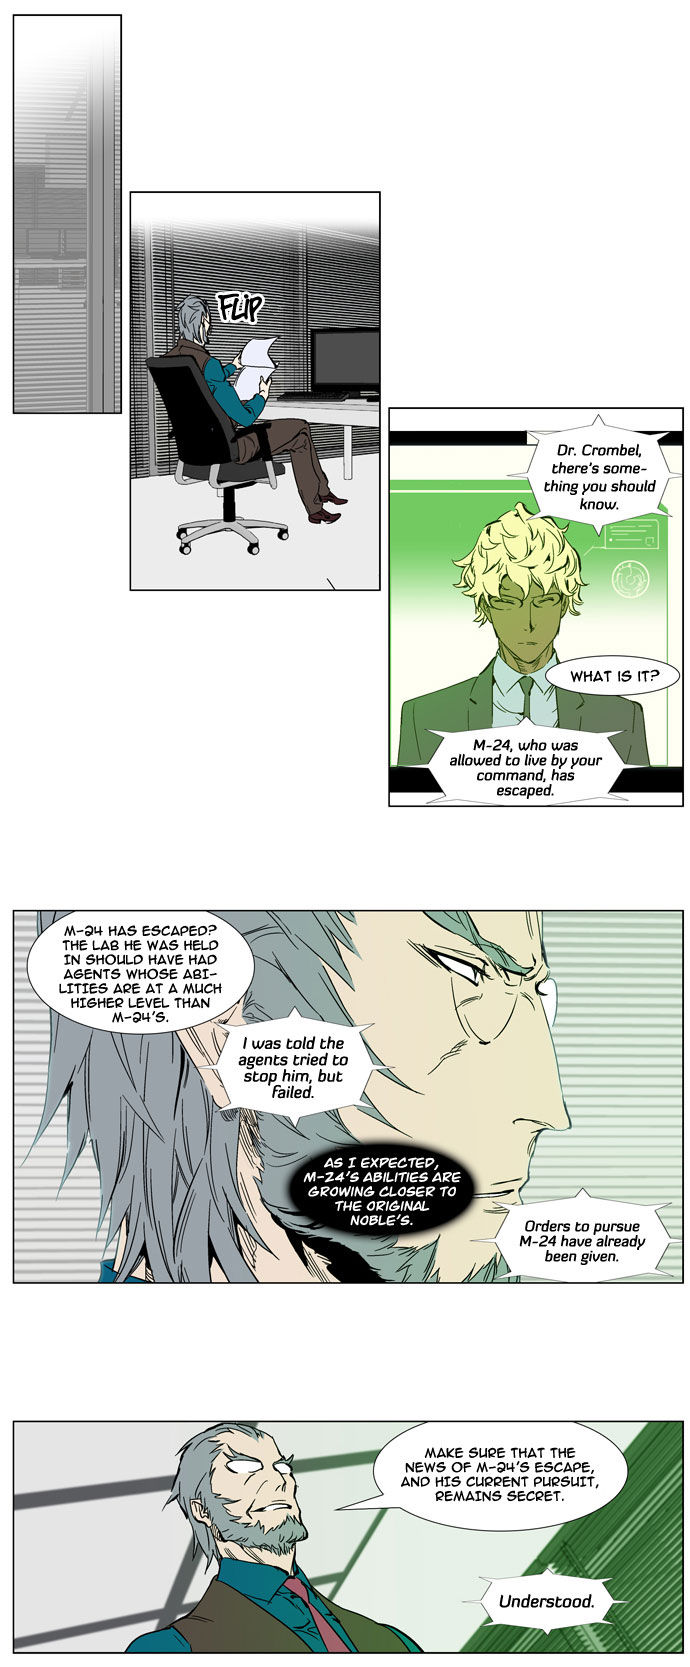 FLIP
Dr. Crombel,
there's some-
thing you should
know.
WHAT IS IT?
M-24, who was
allowed to live by your
command, has
escaped.
M-24 HAS ESCAPED?
THE LAB HE WAS HELD
IN SHOULD HAVE HAD
AGENTS WHOSE ABI-
LITIES ARE AT A MUCH
HIGHER LEVEL THAN
M-24'S.
I was told the
agents tried to
stop him, but
failed.
AS I EXPECTED,
M-24'S ABILITIES ARE
GROWING CLOSER TO
THE ORIGINAL
NOBLE'S.
Orders to pursue
M-24 have already
been given.
MAKE SURE THAT THE
NEWS OF M-24'S ESCAPE,
AND HIS CURRENT PURSUIT,
REMAINS SECRET.
Understood.